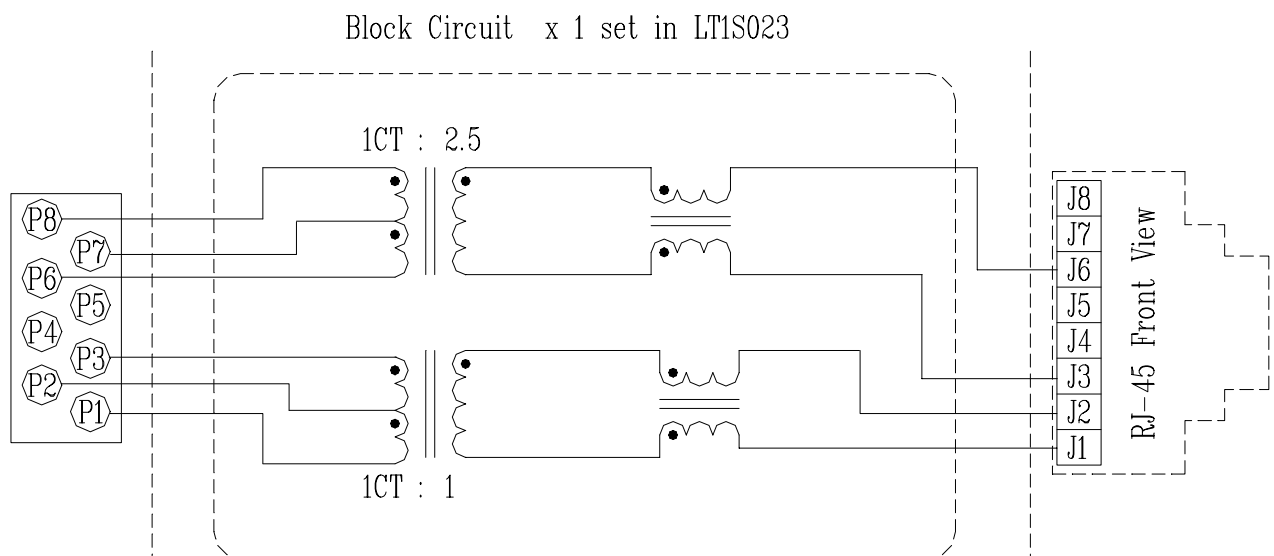 Block Circuit x 1 set in LT1S023
1CT : 2.5
P8
P7
P6
P5
P4
P3
P2
P1
1CT : 1
J8
J7
J6
J5
J4
J3
J2
J1
RJ-45 Front View